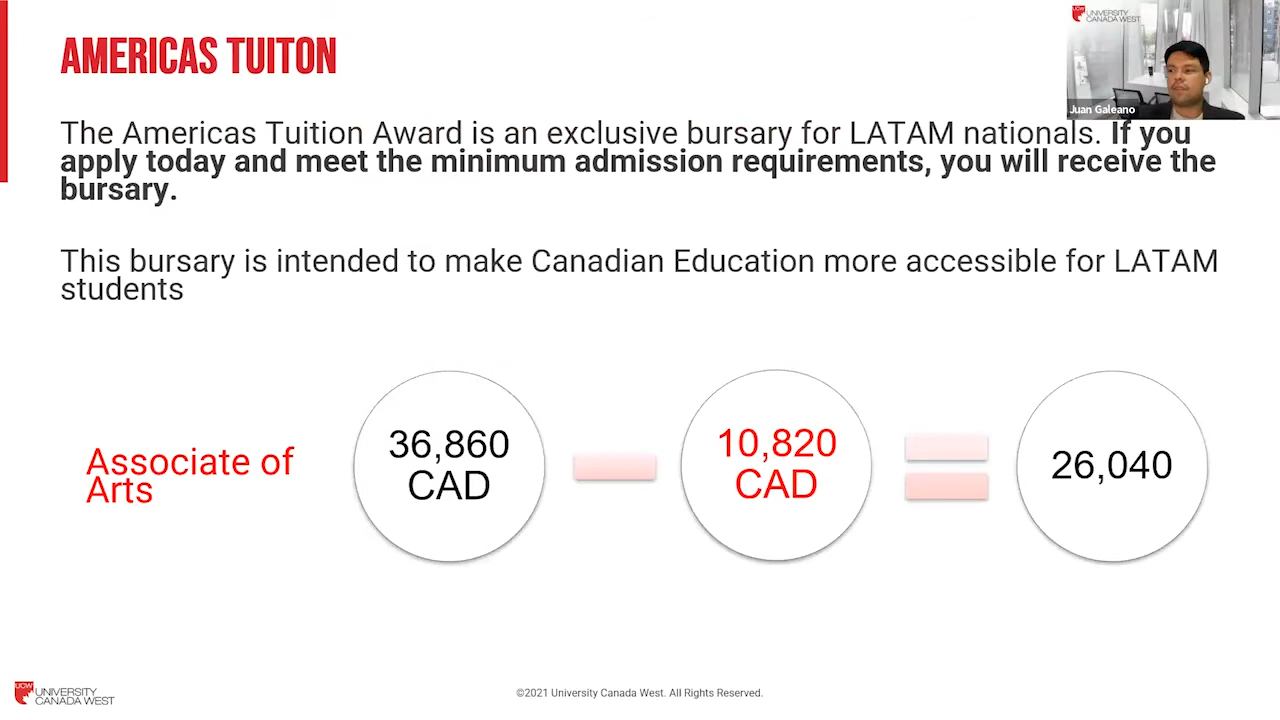 AMERICAS TUITON
UCW
UNIVERSITY
CANADA WEST
Juan Galeano
The Americas Tuition Award is an exclusive bursary for LATAM nationals. If you
apply today and meet the minimum admission requirements, you will receive the
bursary.
This bursary is intended to make Canadian Education more accessible for LATAM
students
Associate of
Arts
36,860
CAD
10,820
CAD
26,040
UCW
UNIVERSITY
CANADA WEST
©2021 University Canada West. All Rights Reserved.